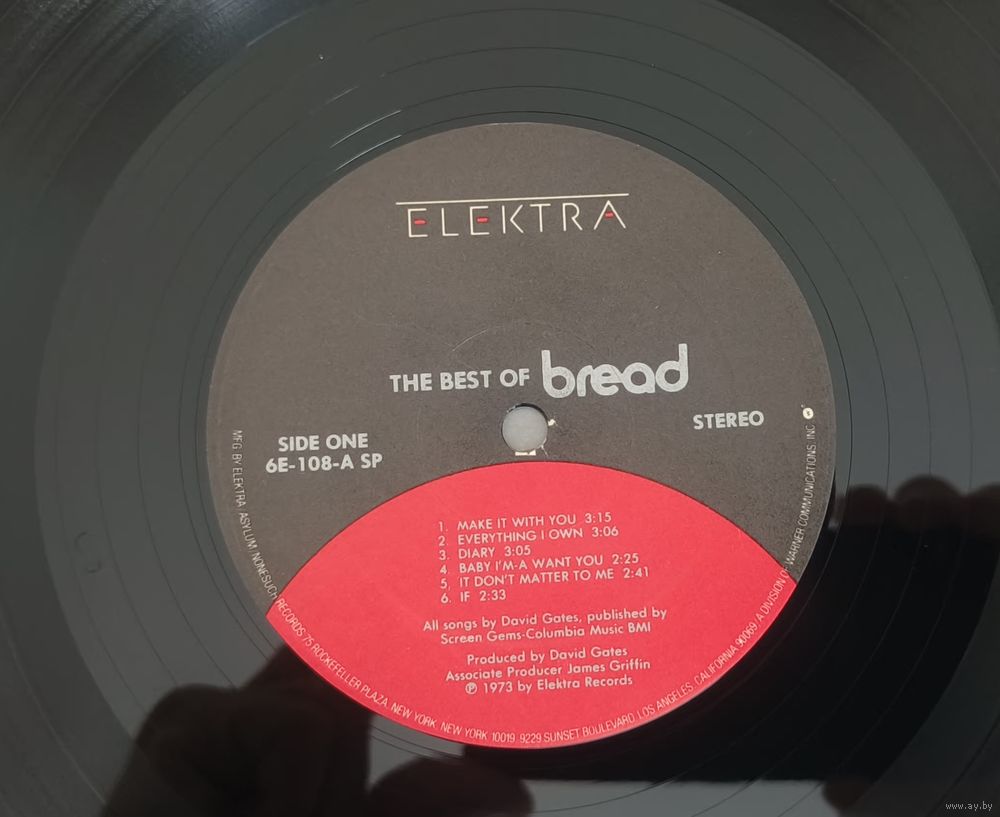 ELEKTRA
THE BEST OF bread
STEREO
SIDE ONE
6E-108-A SP
1. MAKE IT WITH YOU 3:15
2. EVERYTHING I OWN 3:06
3. DIARY 3:05
4. BABY I'M-A WANT YOU 2:25
5. IT DON'T MATTER TO ME 2:41
6. IF 2:33
All songs by David Gates, published by
Screen Gems-Columbia Music BMI
Produced by David Gates
Associate Producer James Griffin
℗ 1973 by Elektra Records
MFG BY ELEKTRA ASYLUM NONESUCH RECORDS 75 ROCKEFELLER PLAZA, NEW YORK, NEW YORK 10019 9229 SUNSET BOULEVARD, LOS ANGELES, CALIFORNIA 90069, A DIVISION OF WARNER COMMUNICATIONS, INC
www.ay.by